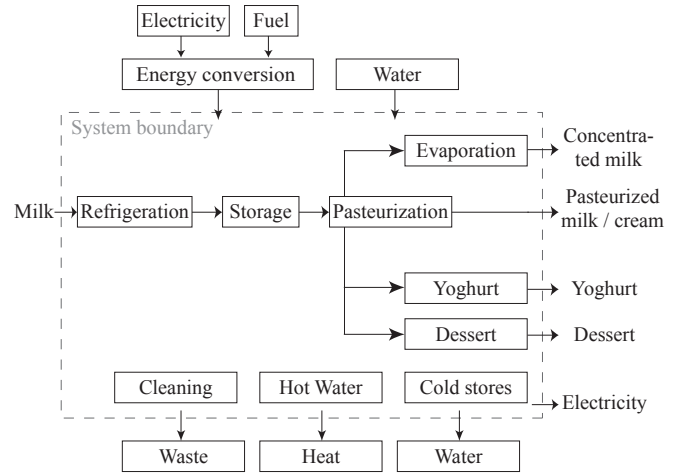 Electricity
Fuel
Energy conversion
Water
System boundary
Evaporation
Concentra-
ted milk
Milk
Refrigeration
Storage
Pasteurization
Pasteurized
milk / cream
Yoghurt
Yoghurt
Dessert
Dessert
Cleaning
Hot Water
Cold stores
Electricity
Waste
Heat
Water